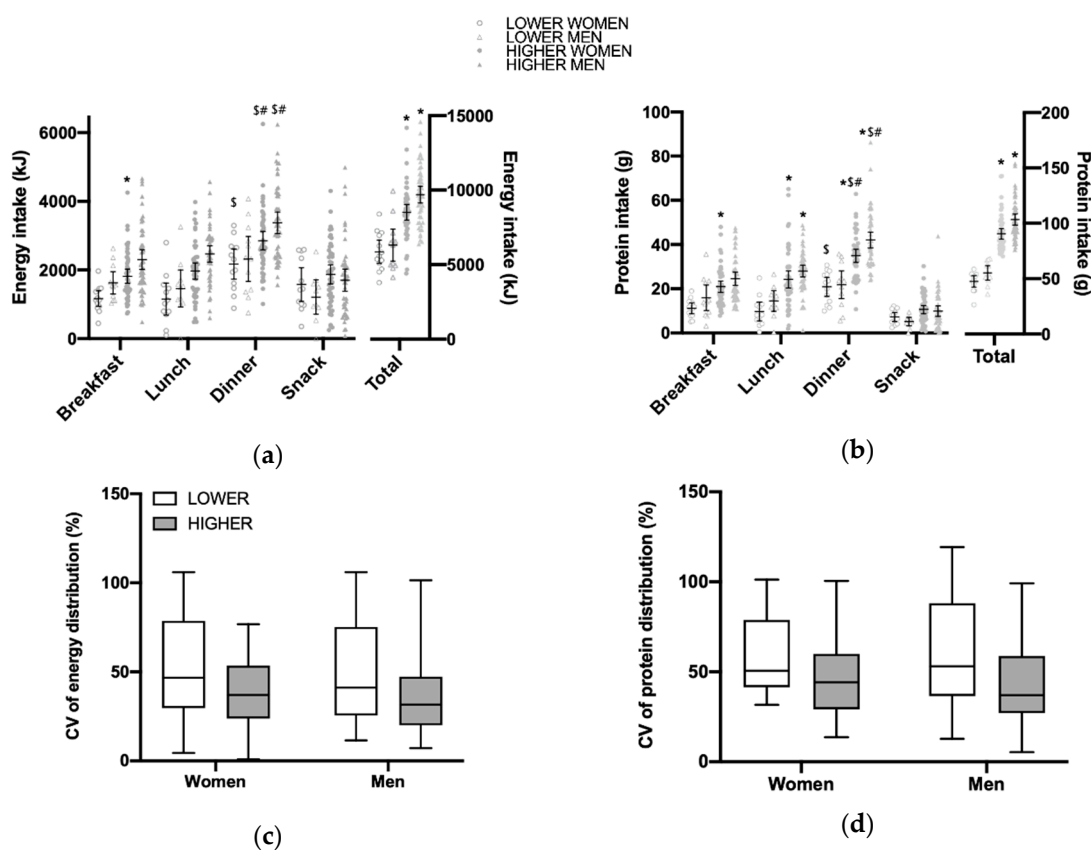 LOWER WOMEN
LOWER MEN
HIGHER WOMEN
HIGHER MEN
Energy intake (kJ)
6000
4000
2000
0
*
$
$#
$#
*
*
15000
10000
5000
0
Energy intake (kJ)
Breakfast
Lunch
Dinner
Snack
Total
(a)
Protein intake (g)
100
80
60
40
20
0
*
*
*
$
*$#
*$#
*
*
200
150
100
50
0
Protein intake (g)
Breakfast
Lunch
Dinner
Snack
Total
(b)
CV of energy distribution (%)
150
100
50
0
LOWER
HIGHER
Women
Men
(c)
CV of protein distribution (%)
150
100
50
0
Women
Men
(d)